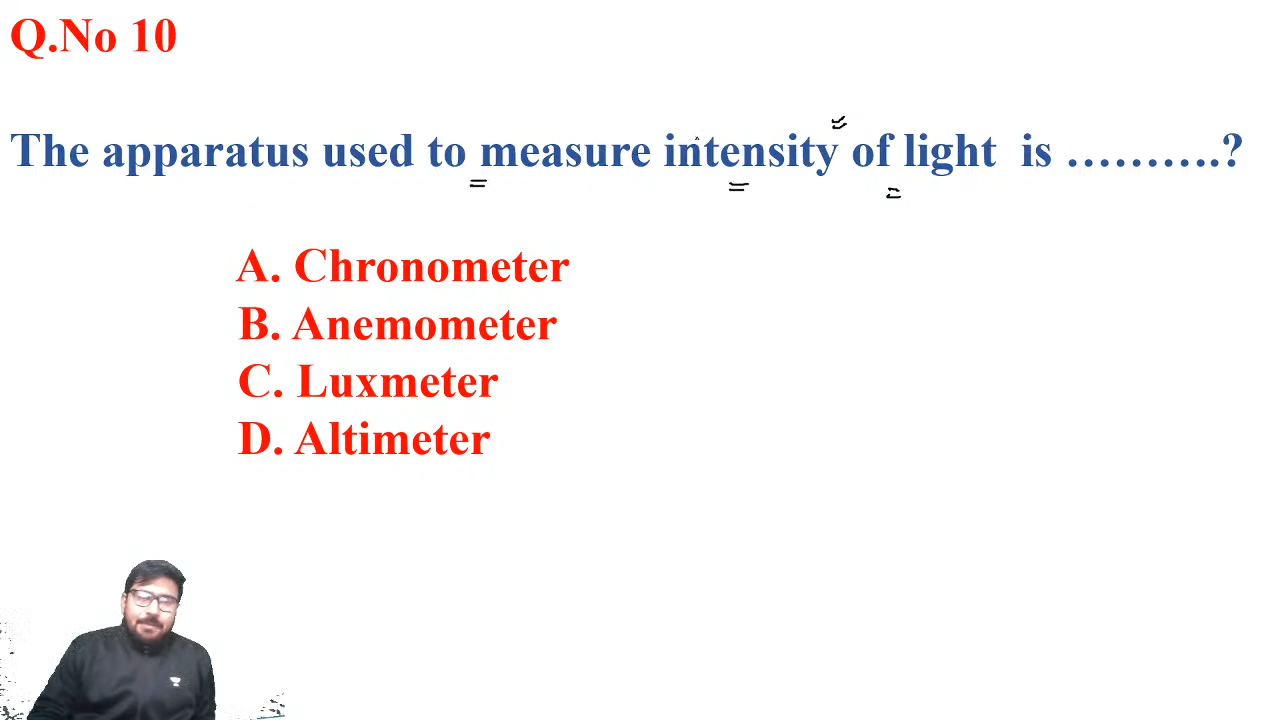 Q.No 10
The apparatus used to measure intensity of light is ……….?
A. Chronometer
B. Anemometer
C. Luxmeter
D. Altimeter